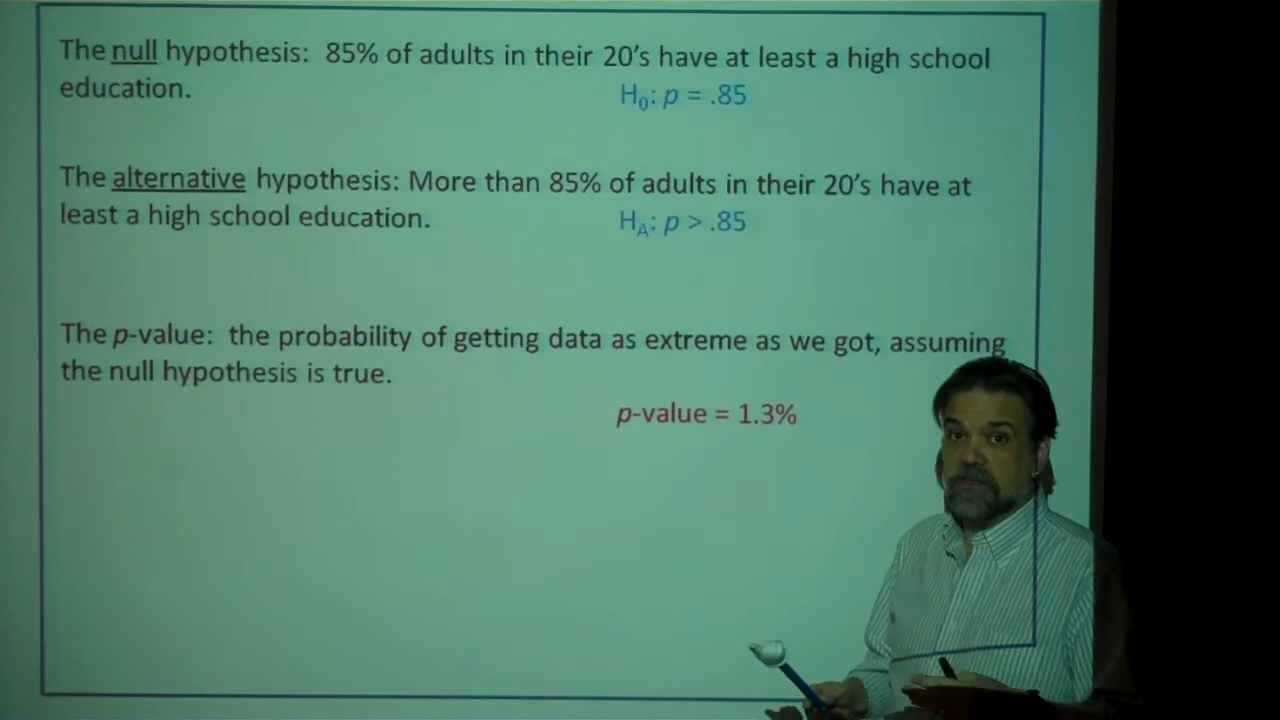 The null hypothesis: 85% of adults in their 20's have at least a high school
education.
H₀: p = .85
The alternative hypothesis: More than 85% of adults in their 20's have at
least a high school education.
Hₐ: p > .85
The p-value: the probability of getting data as extreme as we got, assuming
the null hypothesis is true.
p-value = 1.3%